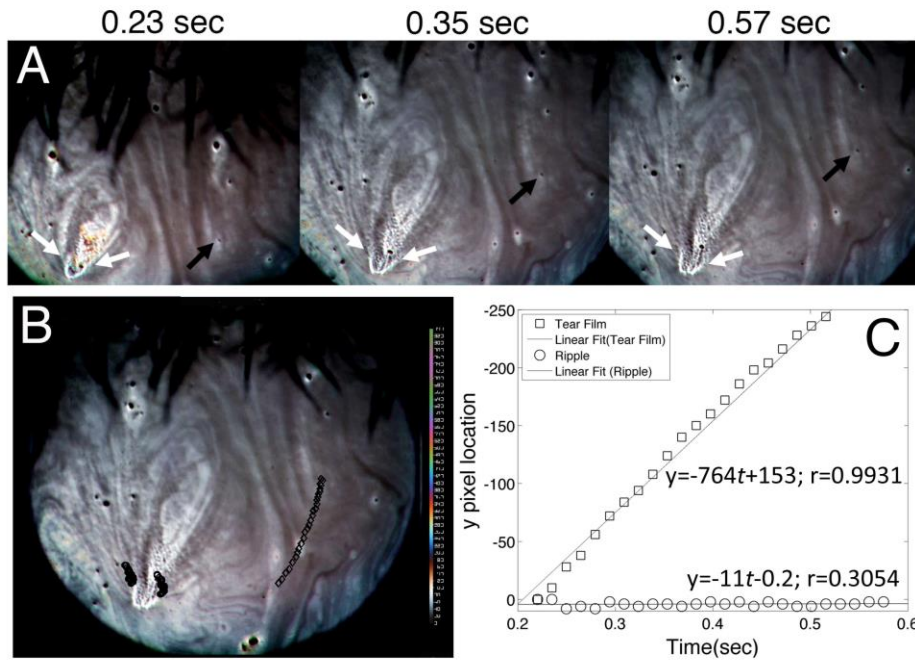 0.23 sec 0.35 sec 0.57 sec
A
B
C
Tear Film
Linear Fit(Tear Film)
Ripple
Linear Fit (Ripple)
y=-764t+153; r=0.9931
y=-11t-0.2; r=0.3054
y pixel location
-250
-200
-150
-100
-50
0
0.2 0.3 0.4 0.5 0.6
Time(sec)